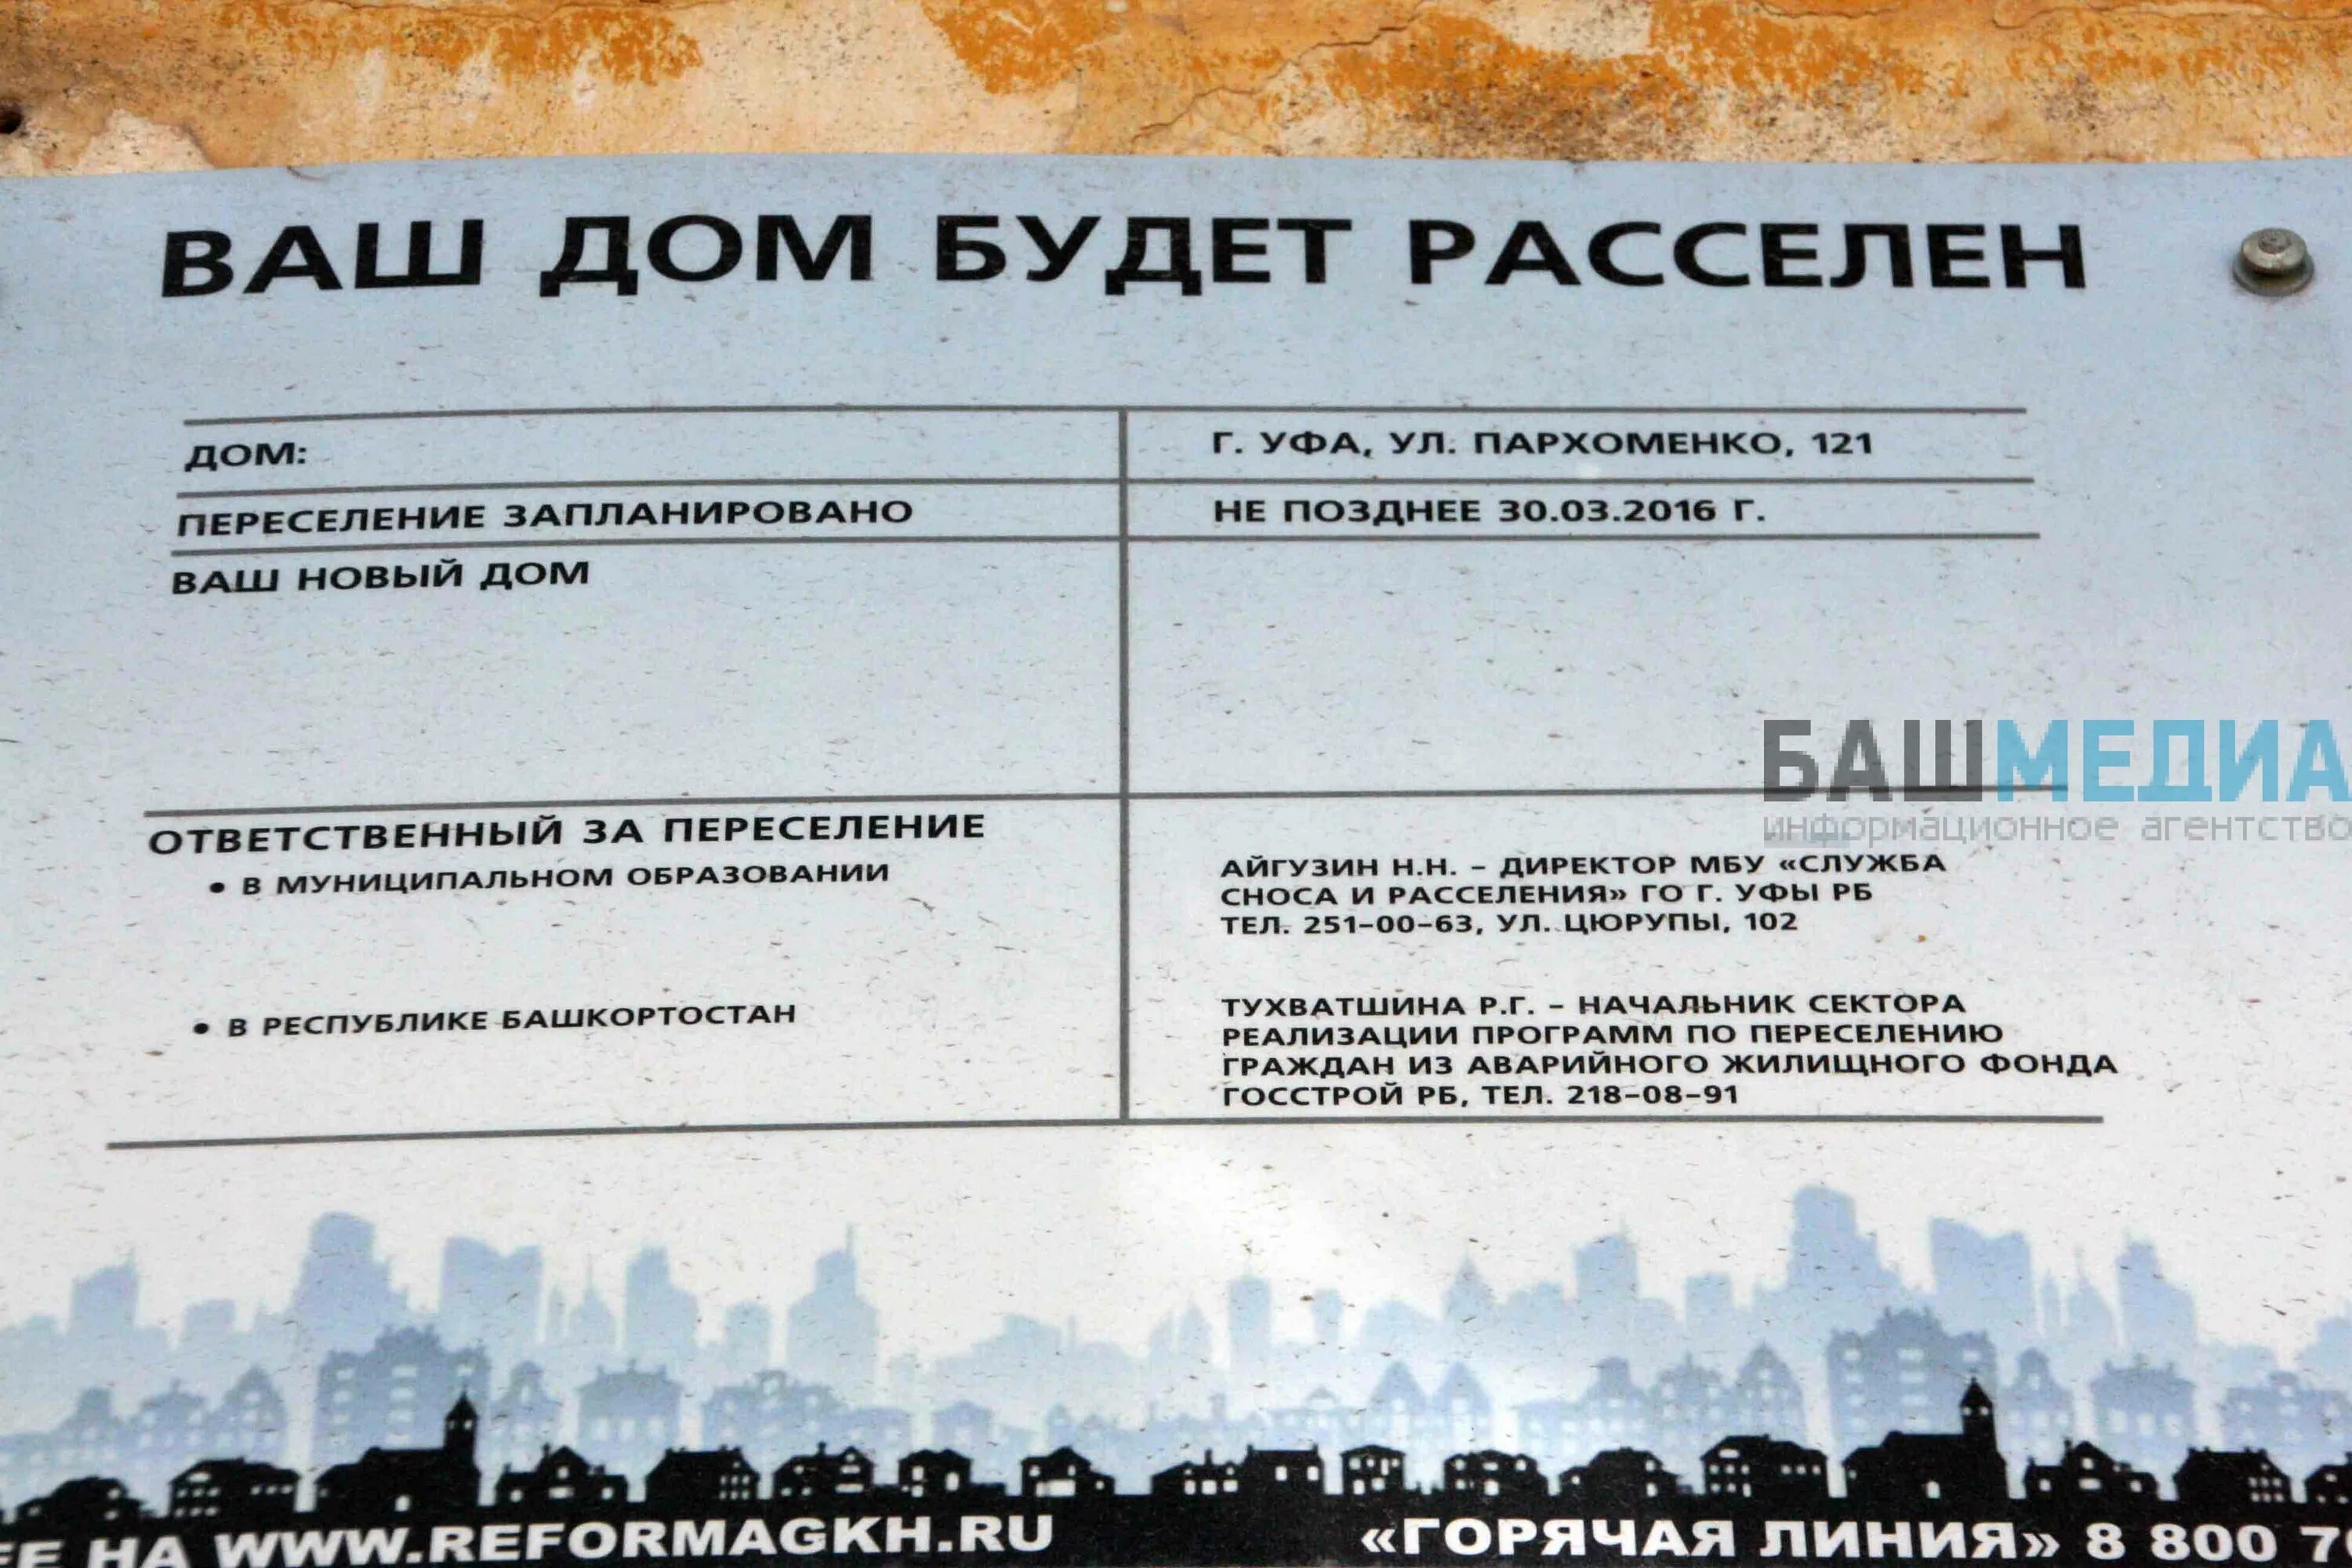 ВАШ ДОМ БУДЕТ РАССЕЛЕН
ДОМ:
Г. УФА, УЛ. ПАРХОМЕНКО, 121
ПЕРЕСЕЛЕНИЕ ЗАПЛАНИРОВАНО
НЕ ПОЗДНЕЕ 30.03.2016 Г.
ВАШ НОВЫЙ ДОМ
БАШМЕДИА
информационное агентство
ОТВЕТСТВЕННЫЙ ЗА ПЕРЕСЕЛЕНИЕ
• В МУНИЦИПАЛЬНОМ ОБРАЗОВАНИИ
АЙГУЗИН Н.Н. – ДИРЕКТОР МБУ «СЛУЖБА
СНОСА И РАССЕЛЕНИЯ» ГО Г. УФЫ РБ
ТЕЛ. 251-00-63, УЛ. ЦЮРУПЫ, 102
• В РЕСПУБЛИКЕ БАШКОРТОСТАН
ТУХВАТШИНА Р.Г. – НАЧАЛЬНИК СЕКТОРА
РЕАЛИЗАЦИИ ПРОГРАММ ПО ПЕРЕСЕЛЕНИЮ
ГРАЖДАН ИЗ АВАРИЙНОГО ЖИЛИЩНОГО ФОНДА
ГОССТРОЙ РБ, ТЕЛ. 218-08-91
НА WWW.REFORMAGKH.RU
«ГОРЯЧАЯ ЛИНИЯ» 8 800 7